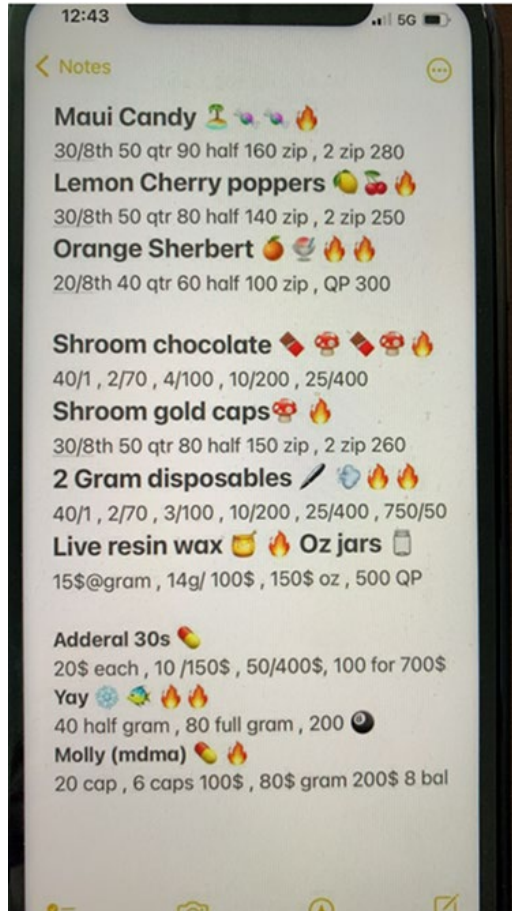 12:43
5G
Notes
Maui Candy 🏝️🍬🍬🔥
30/8th 50 qtr 90 half 160 zip , 2 zip 280
Lemon Cherry poppers 🍋🍒🔥
30/8th 50 qtr 80 half 140 zip , 2 zip 250
Orange Sherbert 🍊🍨🔥🔥
20/8th 40 qtr 60 half 100 zip , QP 300
Shroom chocolate 🍫🍄🍫🍄🔥
40/1 , 2/70 , 4/100 , 10/200 , 25/400
Shroom gold caps🍄 🔥
30/8th 50 qtr 80 half 150 zip , 2 zip 260
2 Gram disposables 🖊️ 💨🔥🔥
40/1 , 2/70 , 3/100 , 10/200 , 25/400 , 750/50
Live resin wax 🍯 🔥 Oz jars 🫙
15$@gram , 14g/ 100$ , 150$ oz , 500 QP
Adderal 30s 💊
20$ each , 10 /150$ , 50/400$, 100 for 700$
Yay ❄️ 🐠 🔥🔥
40 half gram , 80 full gram , 200 🎱
Molly (mdma) 💊 🔥
20 cap , 6 caps 100$ , 80$ gram 200$ 8 bal